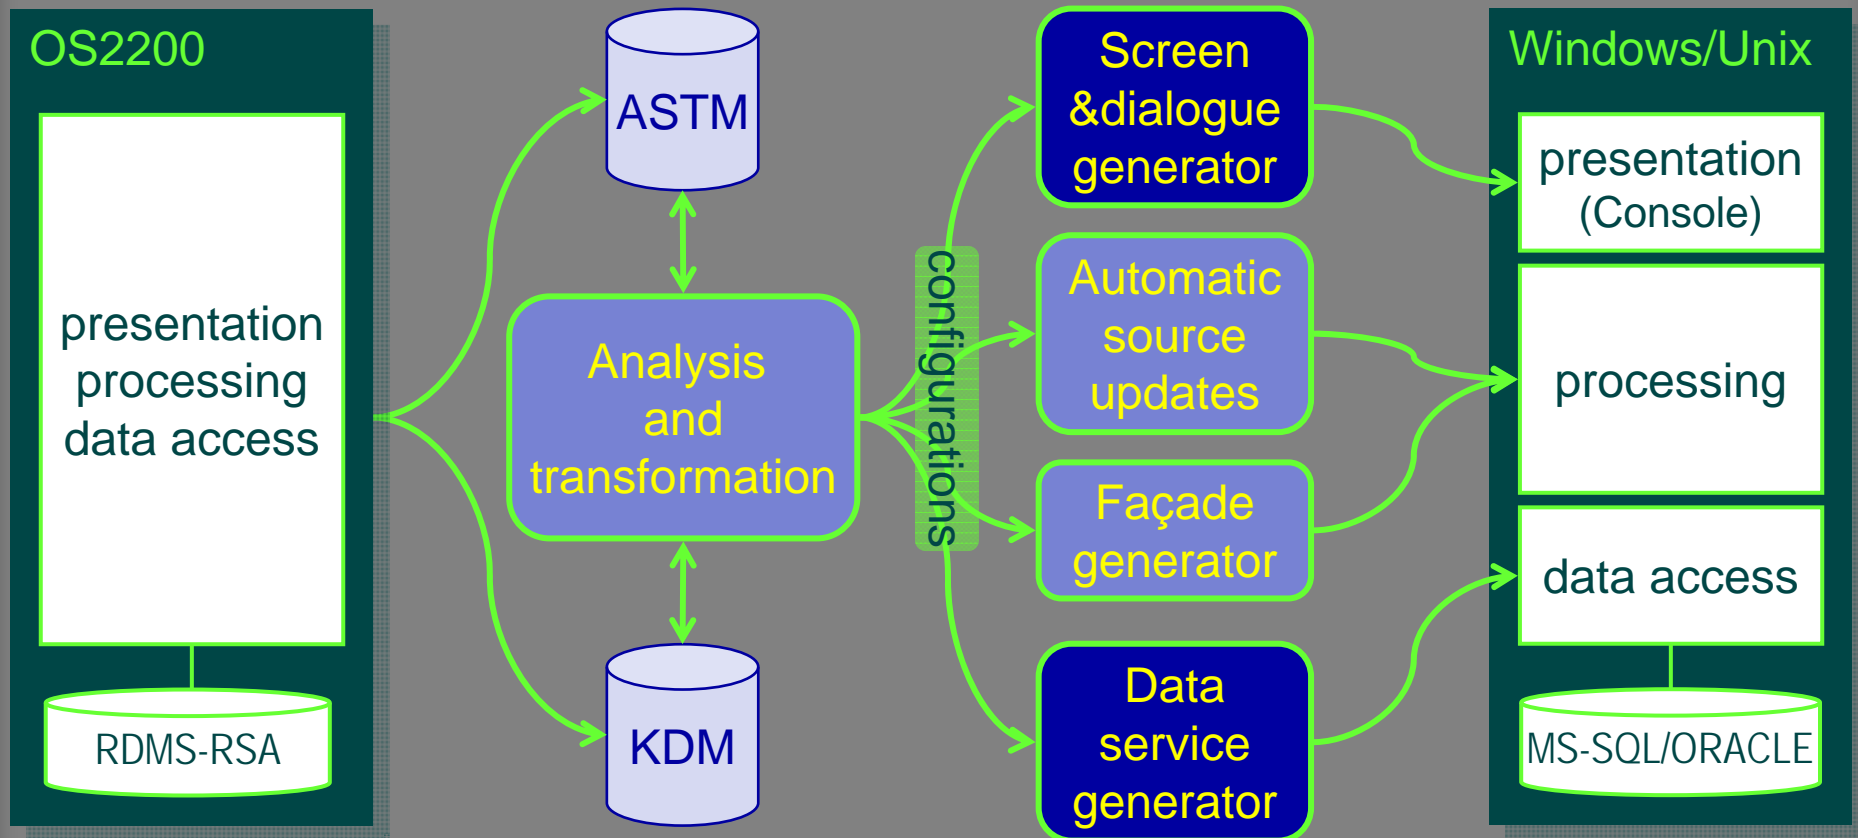 OS2200
presentation
processing
data access
RDMS-RSA
ASTM
Analysis
and
transformation
KDM
configurations
Screen
&dialogue
generator
Automatic
source
updates
Façade
generator
Data
service
generator
Windows/Unix
presentation
(Console)
processing
data access
MS-SQL/ORACLE